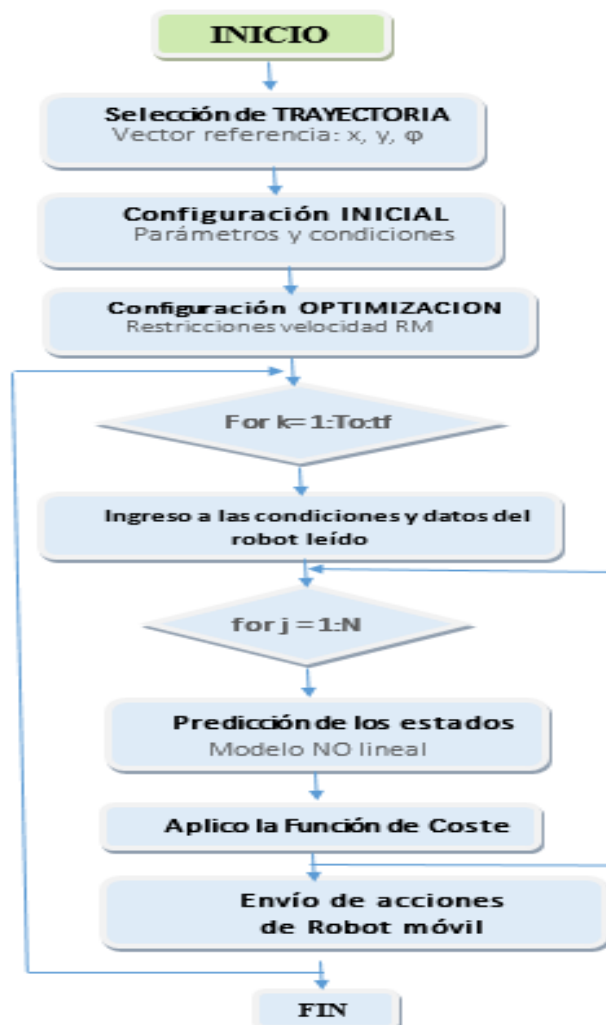 INICIO
Selección de TRAYECTORIA
Vector referencia: x, y, φ
Configuración INICIAL
Parámetros y condiciones
Configuración OPTIMIZACION
Restricciones velocidad RM
For k=1:To:tf
Ingreso a las condiciones y datos del
robot leído
for j =1:N
Predicción de los estados
Modelo NO lineal
Aplico la Función de Coste
Envío de acciones
de Robot móvil
FIN